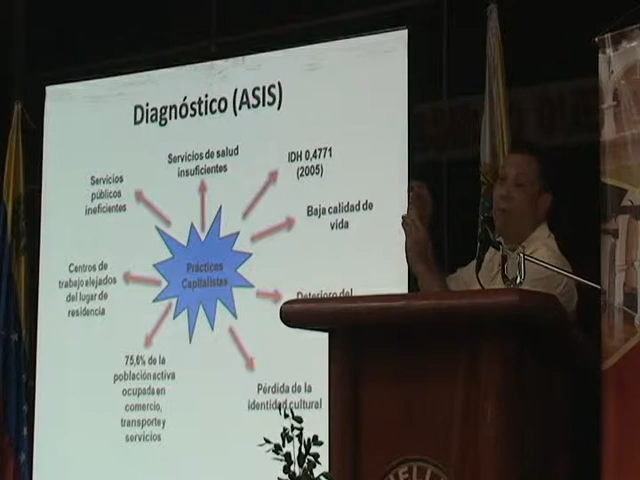 Diagnóstico (ASIS)
Servicios de salud
insuficientes
IDH 0,4771
(2005)
Servicios
públicos
ineficientes
Baja calidad de
vida
Prácticas
Capitalistas
Centros de
trabajo alejados
del lugar de
residencia
Deterioro del
75,6% de la
población activa
ocupada en
comercio,
transporte y
servicios
Pérdida de la
identidad cultural